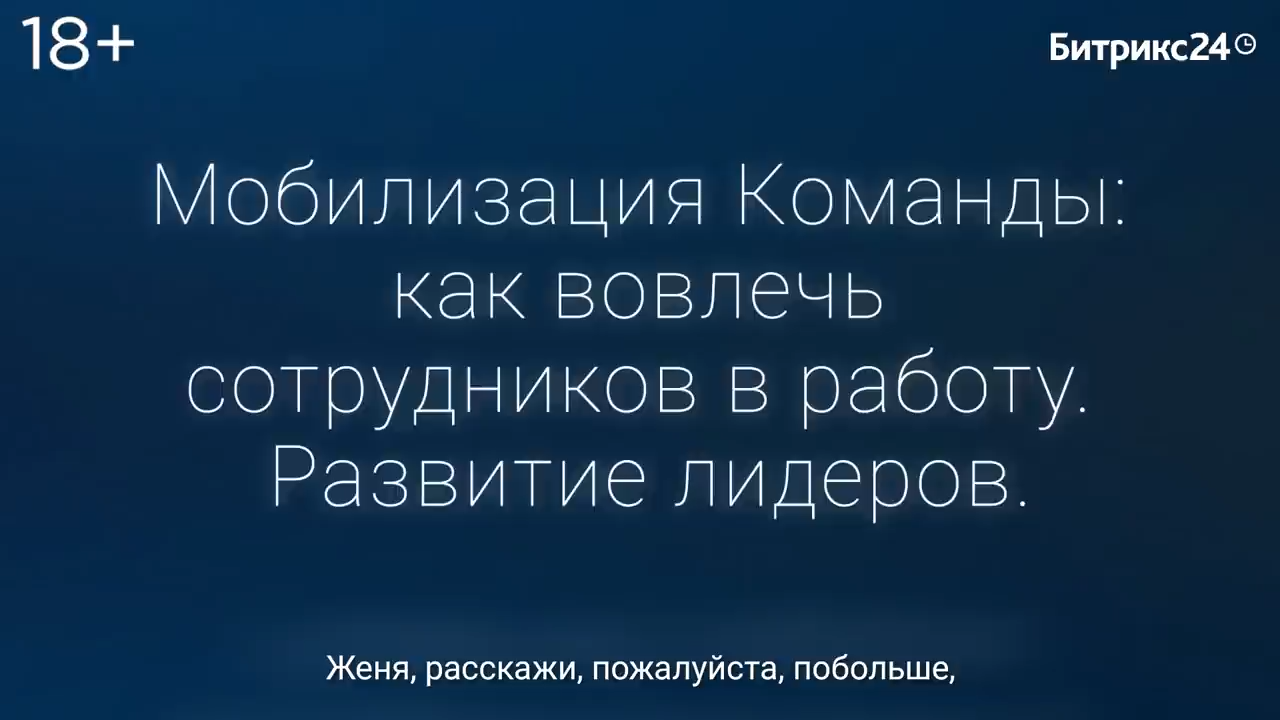 18+
Битрикс24
Мобилизация Команды:
как вовлечь
сотрудников в работу.
Развитие лидеров.
Женя, расскажи, пожалуйста, побольше,